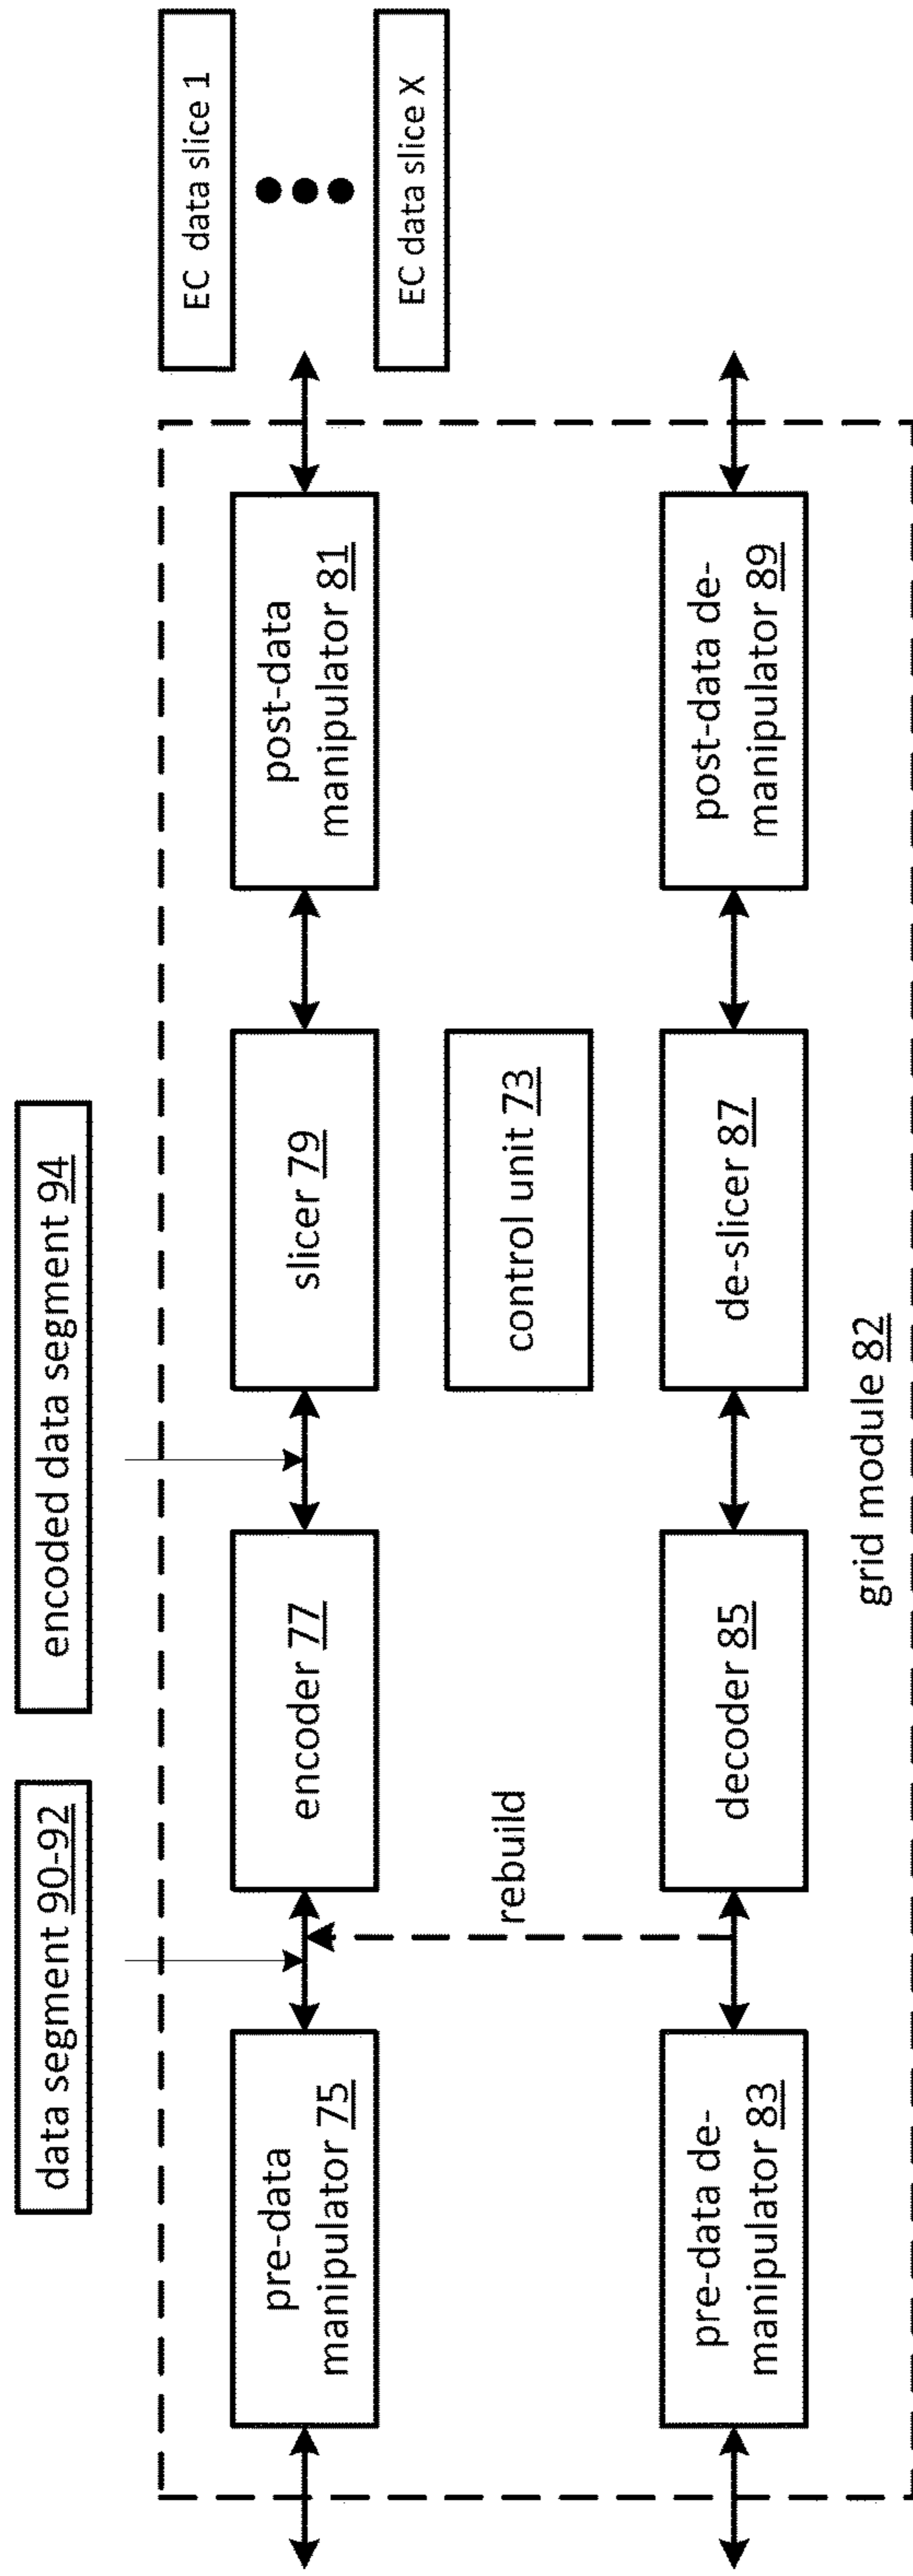 data segment 90-92
encoded data segment 94
EC data slice 1
EC data slice X
pre-data
manipulator 75
encoder 77
slicer 79
post-data
manipulator 81
rebuild
control unit 73
pre-data de-
manipulator 83
decoder 85
de-slicer 87
post-data de-
manipulator 89
grid module 82